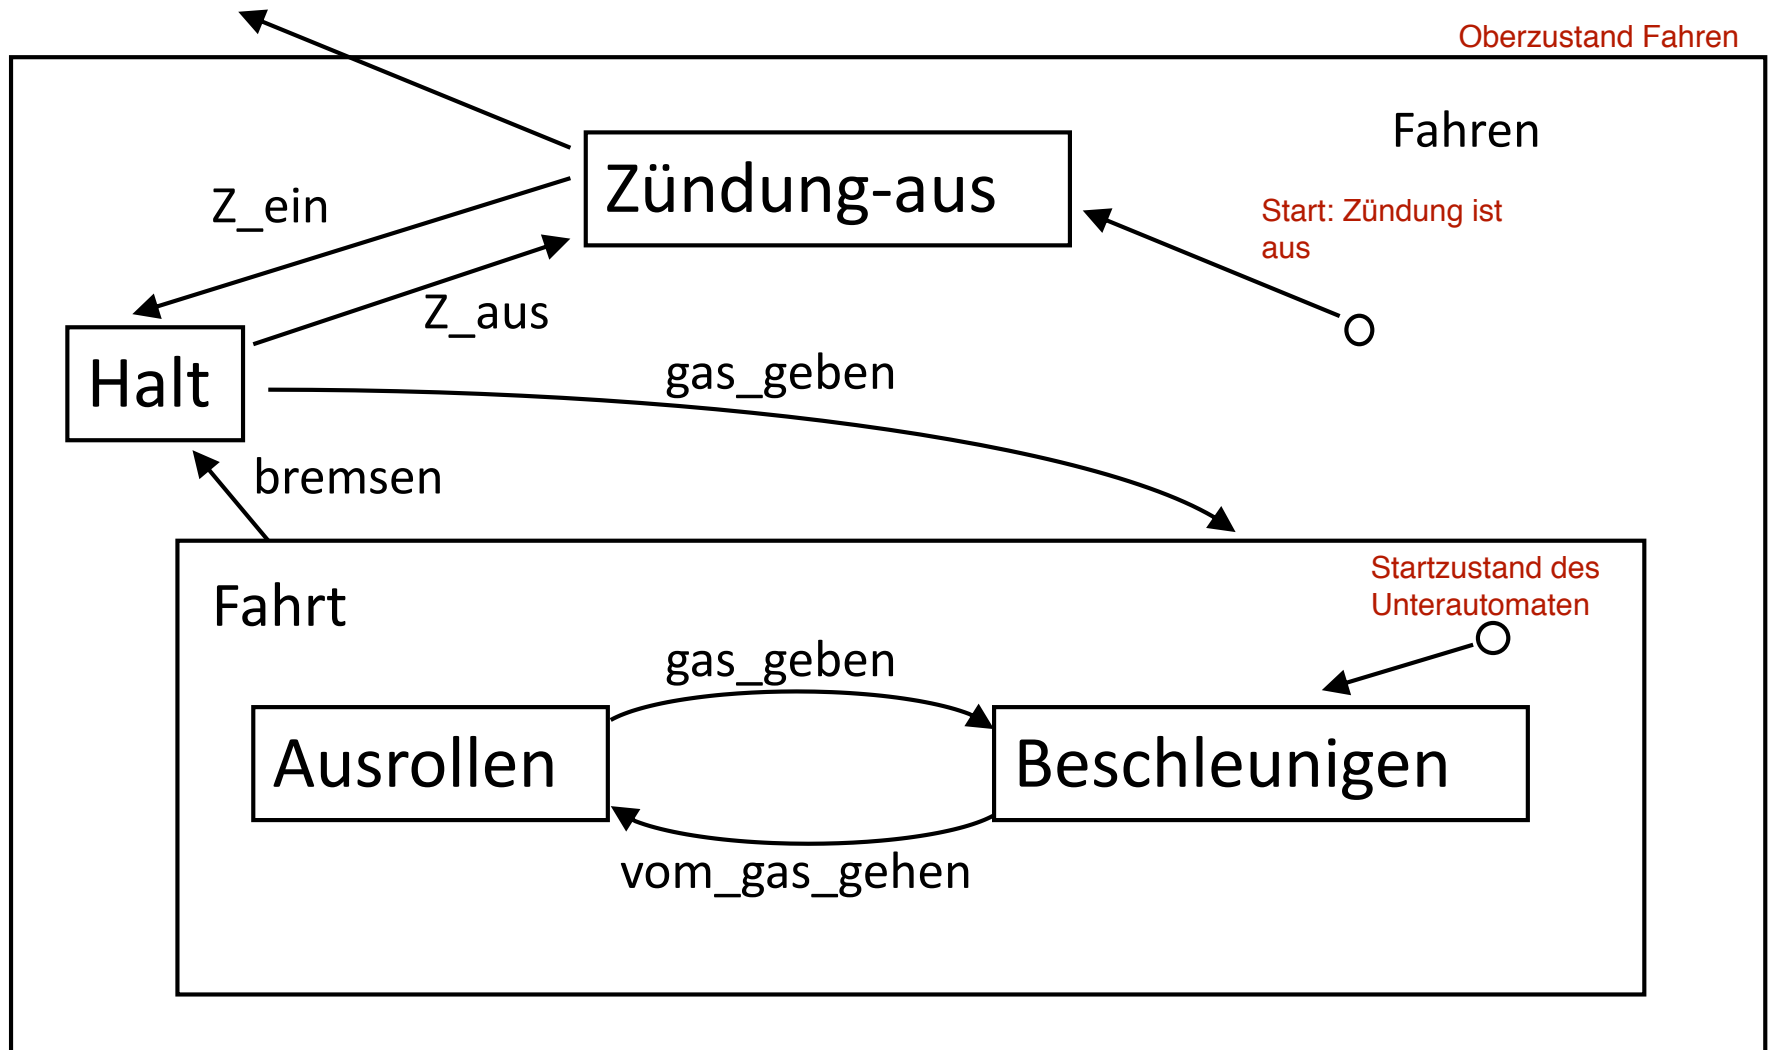 Oberzustand Fahren
Fahren
Zündung-aus
Z_ein
Start: Zündung ist
aus
Z_aus
Halt
gas_geben
bremsen
Startzustand des
Unterautomaten
Fahrt
gas_geben
Ausrollen
Beschleunigen
vom_gas_gehen